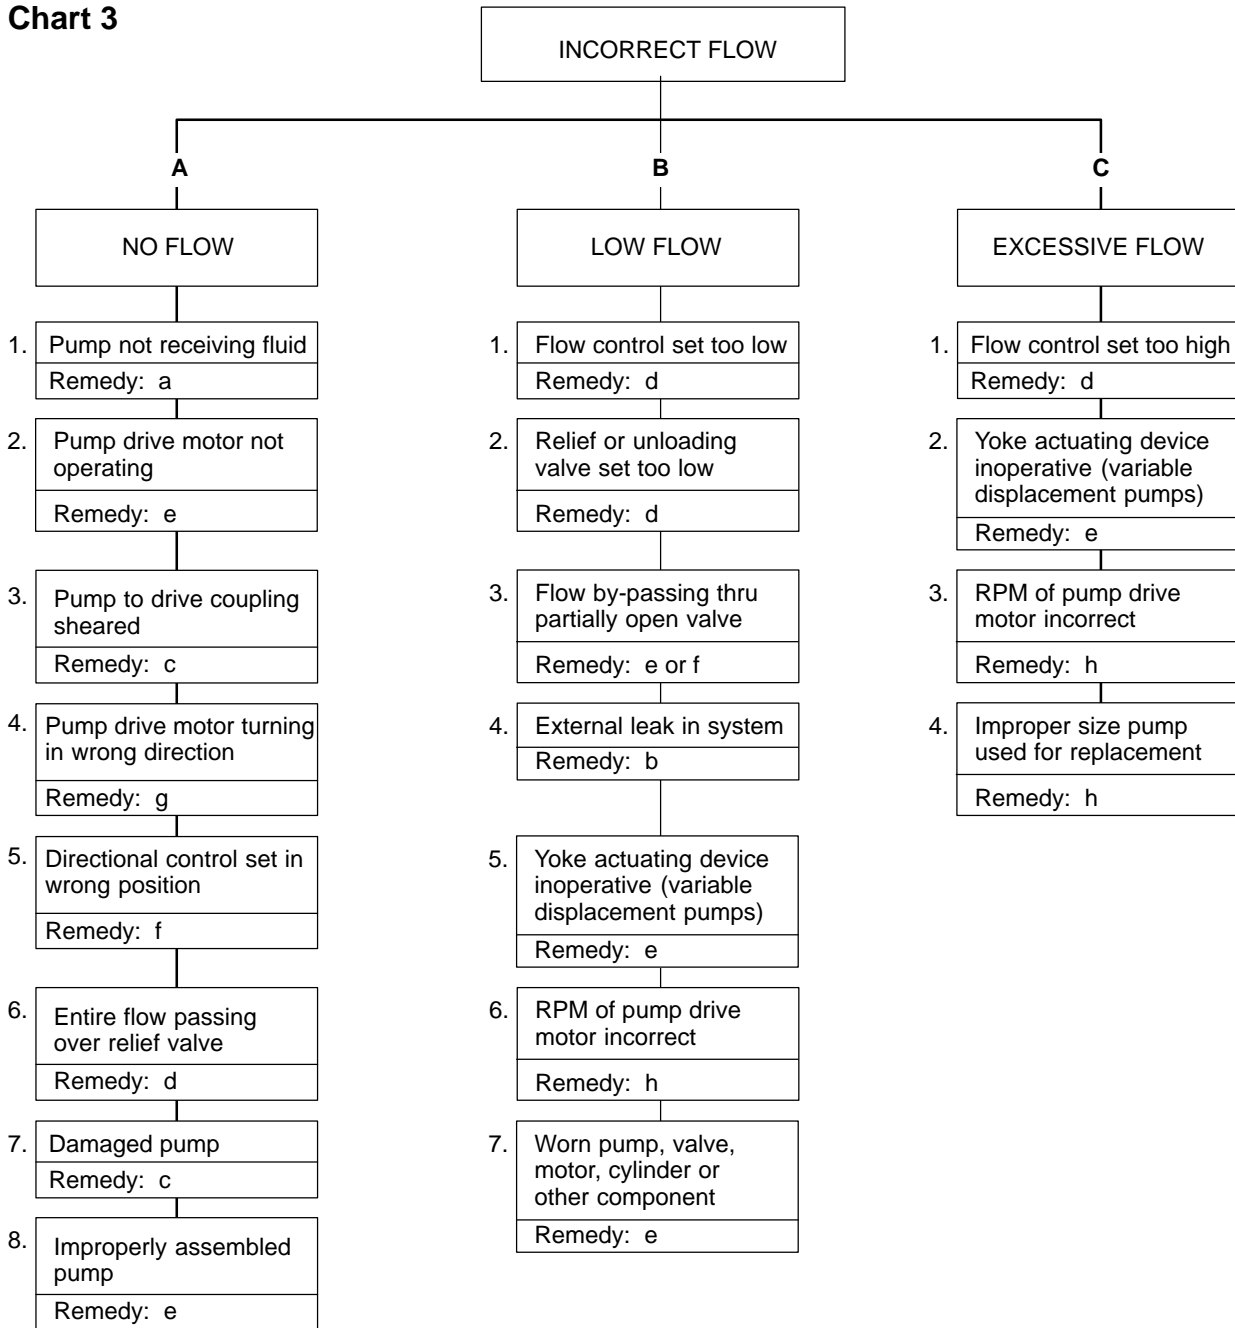 Chart 3
INCORRECT FLOW
A
NO FLOW
1. Pump not receiving fluid
Remedy: a
2. Pump drive motor not
operating
Remedy: e
3. Pump to drive coupling
sheared
Remedy: c
4. Pump drive motor turning
in wrong direction
Remedy: g
5. Directional control set in
wrong position
Remedy: f
6. Entire flow passing
over relief valve
Remedy: d
7. Damaged pump
Remedy: c
8. Improperly assembled
pump
Remedy: e
B
LOW FLOW
1. Flow control set too low
Remedy: d
2. Relief or unloading
valve set too low
Remedy: d
3. Flow by-passing thru
partially open valve
Remedy: e or f
4. External leak in system
Remedy: b
5. Yoke actuating device
inoperative (variable
displacement pumps)
Remedy: e
6. RPM of pump drive
motor incorrect
Remedy: h
7. Worn pump, valve,
motor, cylinder or
other component
Remedy: e
C
EXCESSIVE FLOW
1. Flow control set too high
Remedy: d
2. Yoke actuating device
inoperative (variable
displacement pumps)
Remedy: e
3. RPM of pump drive
motor incorrect
Remedy: h
4. Improper size pump
used for replacement
Remedy: h